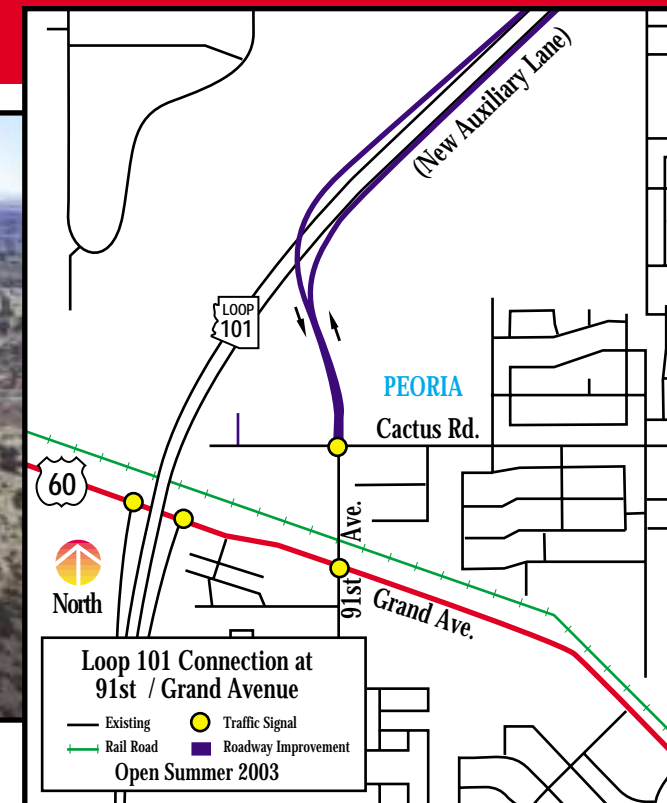 (New Auxiliary Lane)
LOOP
101
PEORIA
Cactus Rd.
60
91st Ave.
Grand Ave.
North
Loop 101 Connection at
91st / Grand Avenue
Existing
Traffic Signal
Rail Road
Roadway Improvement
Open Summer 2003